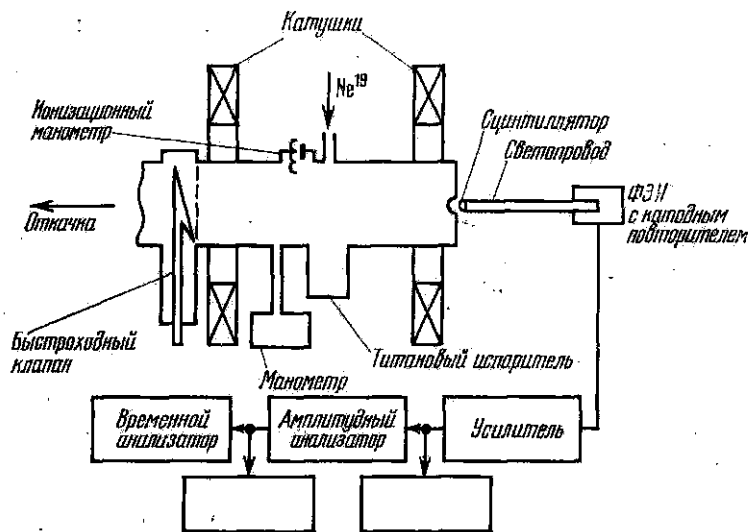 Катушки
Ne¹⁹
Ионизационный
манометр
Сцинтиллятор
Светопровод
ФЭУ
с катодным
повторителем
Откачка
Быстроходный
клапан
Манометр
Титановый испаритель
Временной
анализатор
Амплитудный
анализатор
Усилитель